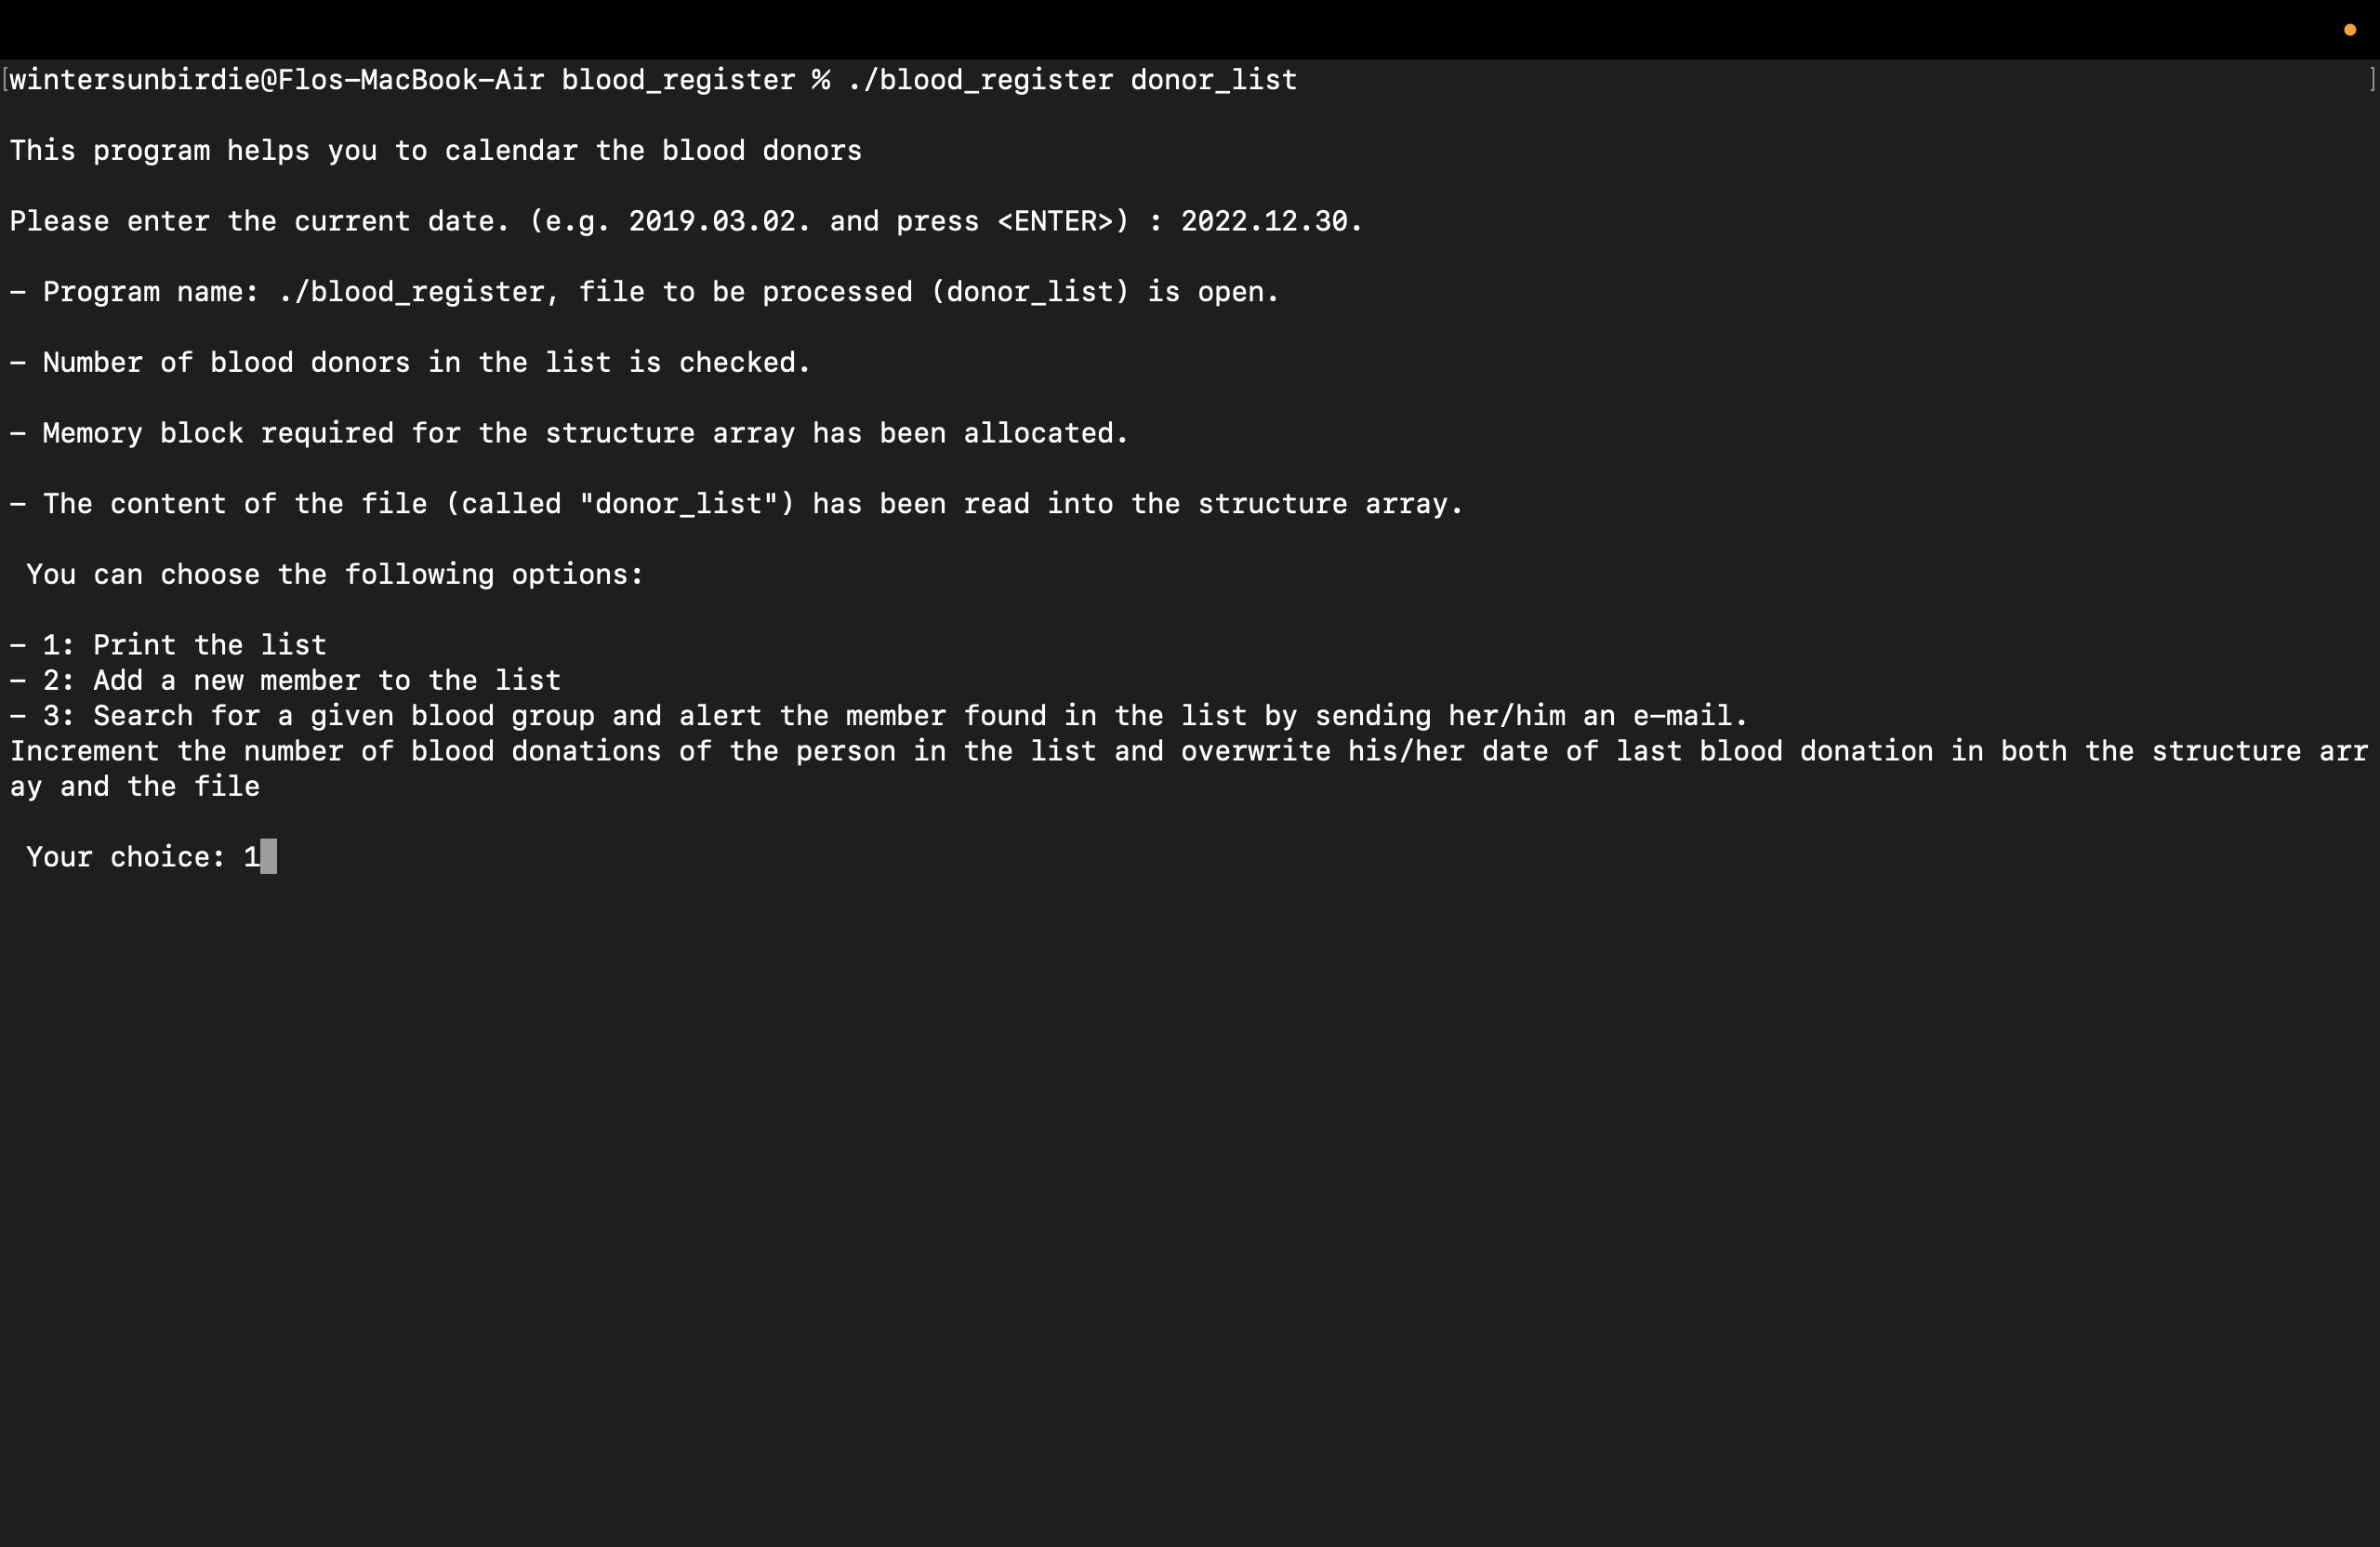 [wintersunbirdie@Flos-MacBook-Air blood_register % ./blood_register donor_list ]
This program helps you to calendar the blood donors
Please enter the current date. (e.g. 2019.03.02. and press <ENTER>) : 2022.12.30.
- Program name: ./blood_register, file to be processed (donor_list) is open.
- Number of blood donors in the list is checked.
- Memory block required for the structure array has been allocated.
- The content of the file (called "donor_list") has been read into the structure array.
You can choose the following options:
- 1: Print the list
- 2: Add a new member to the list
- 3: Search for a given blood group and alert the member found in the list by sending her/him an e-mail.
Increment the number of blood donations of the person in the list and overwrite his/her date of last blood donation in both the structure arr
ay and the file
Your choice: 1